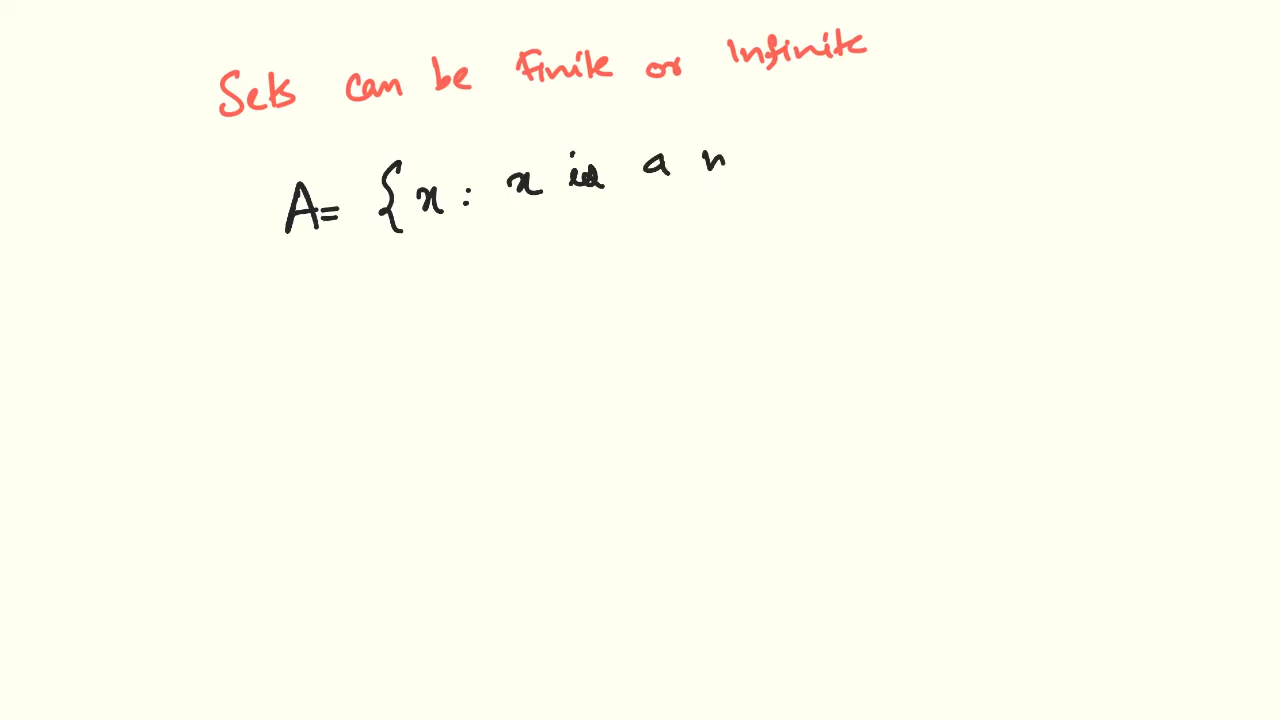 Sets can be Finite or Infinite
A= {x : x is a n